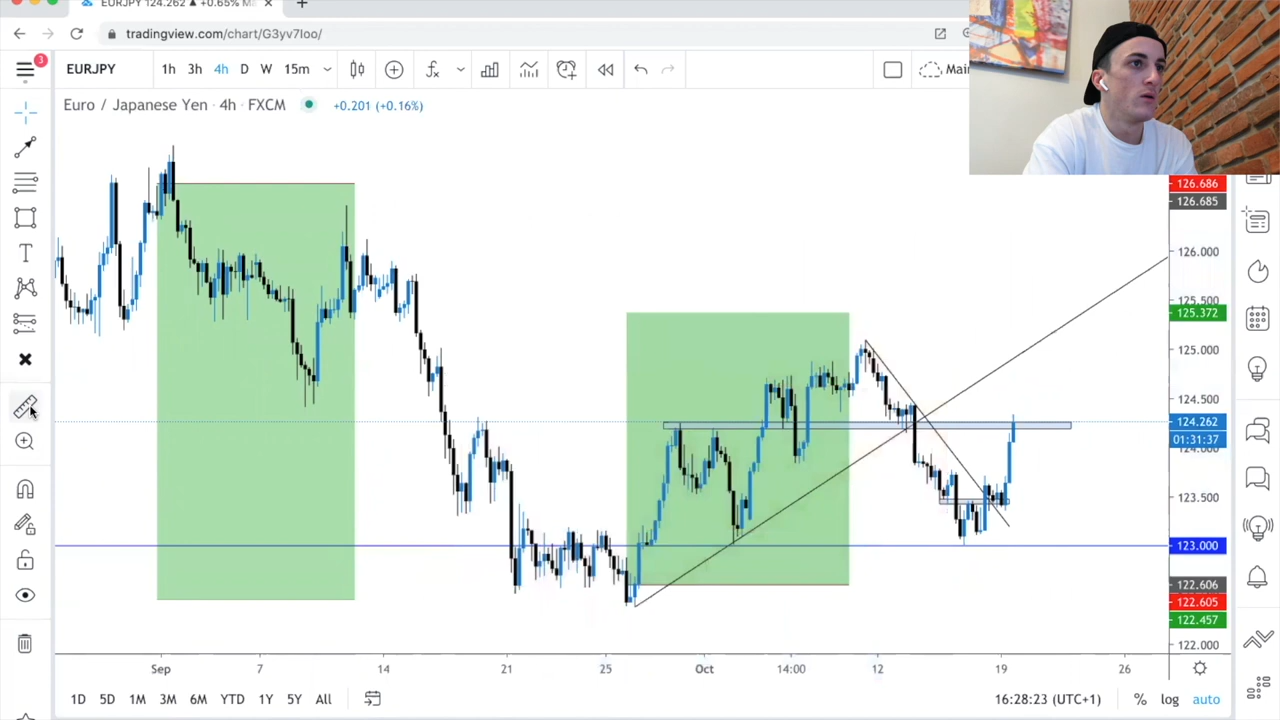 EURJPY 124.262 ▲ +0.65%
tradingview.com/chart/G3yv7Ioo/
3
EURJPY 1h 3h 4h D W 15m
Euro / Japanese Yen · 4h · FXCM +0.201 (+0.16%)
126.686
126.685
126.000
125.500
125.372
125.000
124.500
124.262
01:31:37
124.000
123.500
123.000
122.606
122.605
122.457
122.000
Sep 7 14 21 25 Oct 14:00 12 19 26
1D 5D 1M 3M 6M YTD 1Y 5Y All 16:28:23 (UTC+1) % log auto